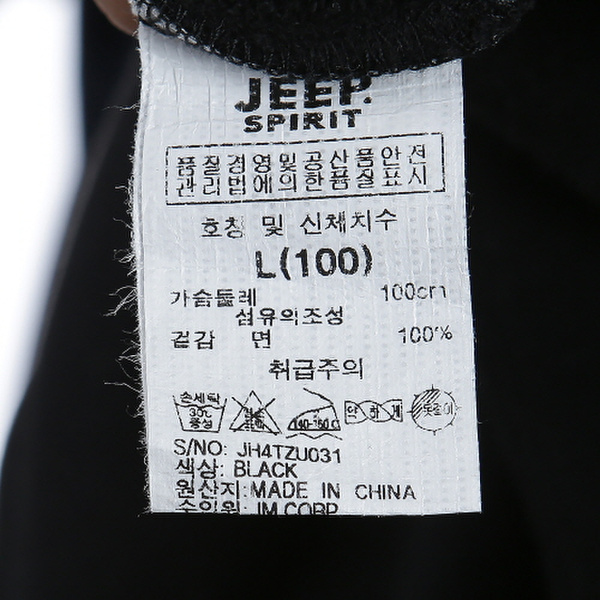 JEEP.
SPIRIT
품질경영및공산품안전
관리법에의한품질표시
호칭 및 신체치수
L(100)
가슴둘레 100cm
섬유의조성
겉감 면 100%
취급주의
손세탁 30℃ 중성 140-160℃ 약하게 옷걸이
S/NO: JH4TZU031
색상: BLACK
원산지:MADE IN CHINA
수입원: JM CORP